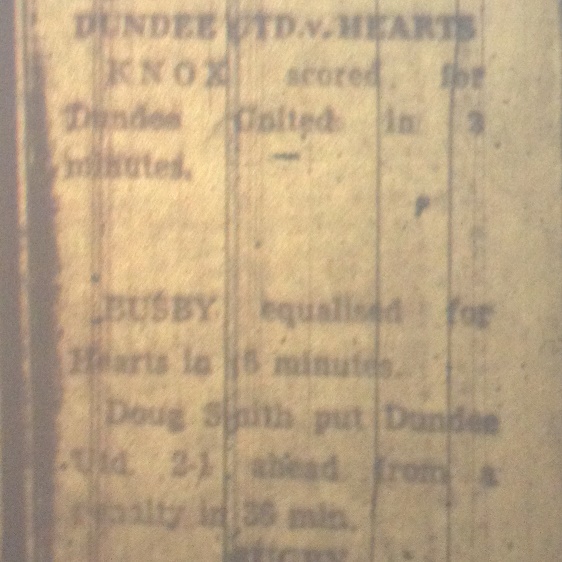 DUNDEE UTD. v. HEARTS
KNOX scored for
Dundee United in 3
minutes.
BUSBY equalised for
Hearts in 16 minutes.
Doug Smith put Dundee
Utd. 2-1 ahead from a
penalty in 36 min.